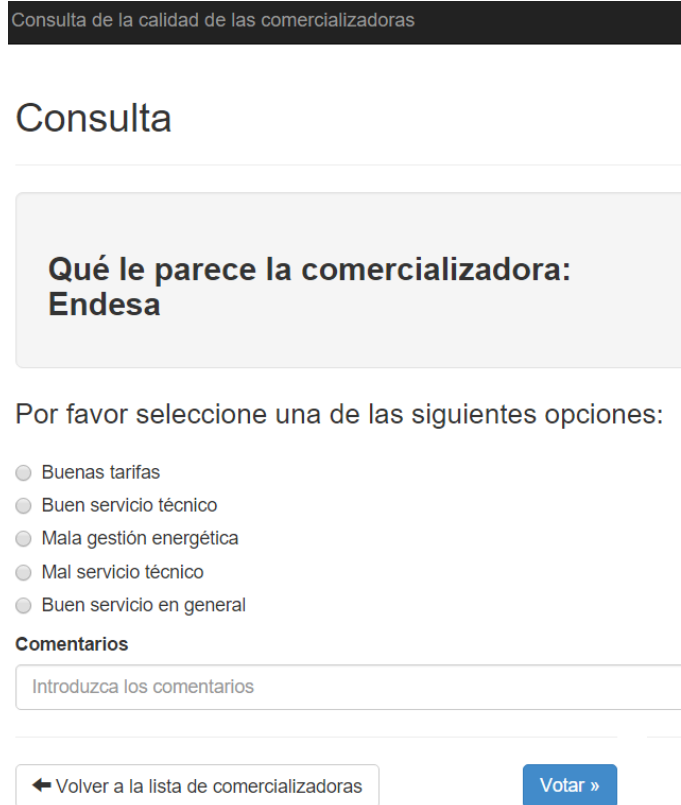 Consulta de la calidad de las comercializadoras
Consulta
Qué le parece la comercializadora:
Endesa
Por favor seleccione una de las siguientes opciones:
Buenas tarifas
Buen servicio técnico
Mala gestión energética
Mal servicio técnico
Buen servicio en general
Comentarios
Introduzca los comentarios
Volver a la lista de comercializadoras
Votar »